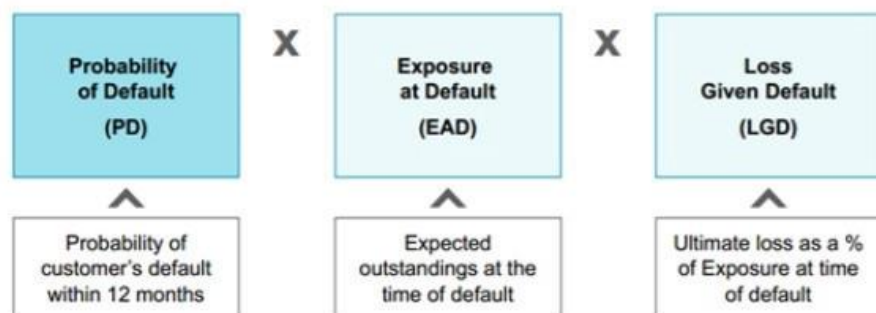 Probability
of Default
(PD)
X
Exposure
at Default
(EAD)
X
Loss
Given Default
(LGD)
Probability of
customer's default
within 12 months
Expected
outstandings at the
time of default
Ultimate loss as a %
of Exposure at time
of default